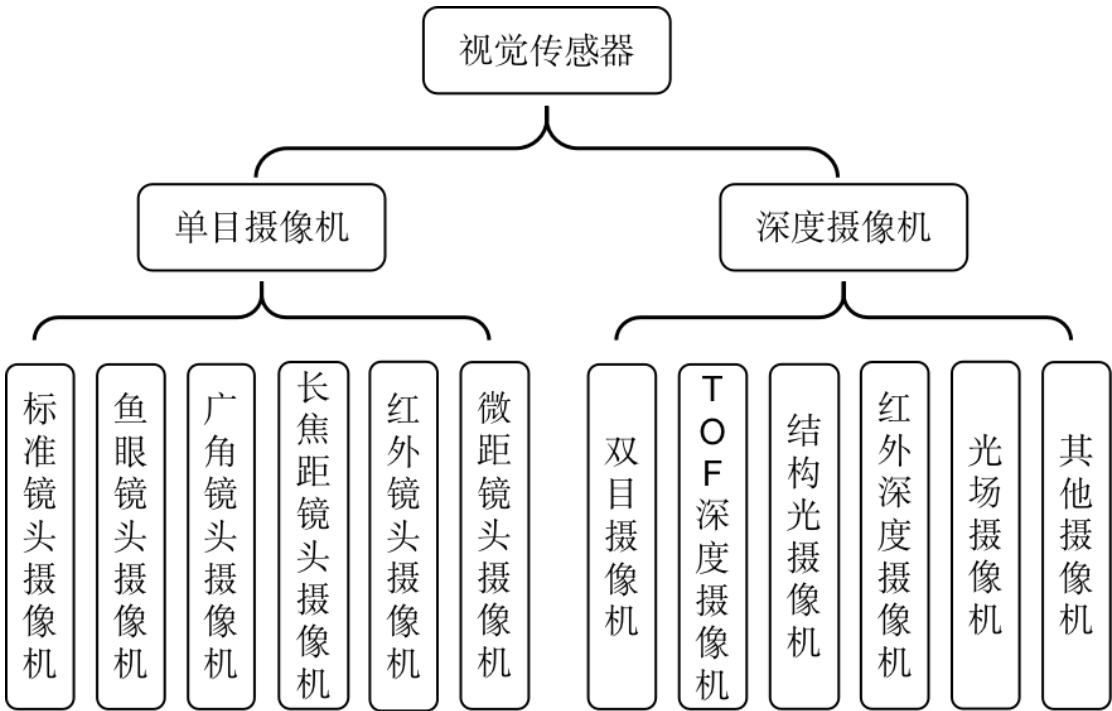 视觉传感器
单目摄像机
深度摄像机
标准镜头摄像机
鱼眼镜头摄像机
广角镜头摄像机
长焦距镜头摄像机
红外镜头摄像机
微距镜头摄像机
双目摄像机
TOF深度摄像机
结构光摄像机
红外深度摄像机
光场摄像机
其他摄像机